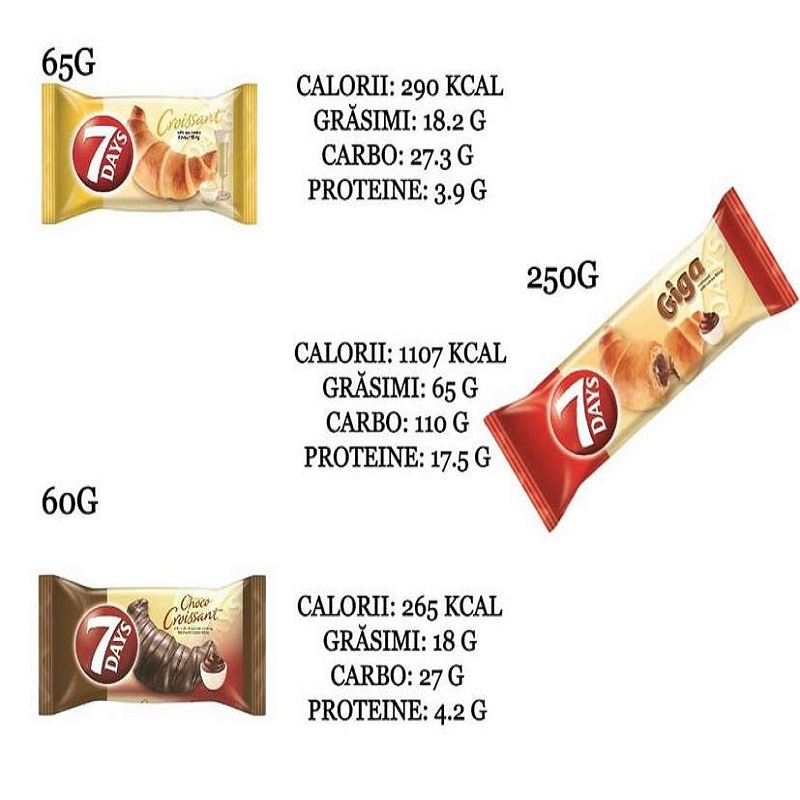 65G
7
DAYS
Croissant
CALORII: 290 KCAL
GRĂSIMI: 18.2 G
CARBO: 27.3 G
PROTEINE: 3.9 G
250G
Giga
7
DAYS
CALORII: 1107 KCAL
GRĂSIMI: 65 G
CARBO: 110 G
PROTEINE: 17.5 G
60G
7
DAYS
Choco
Croissant
CALORII: 265 KCAL
GRĂSIMI: 18 G
CARBO: 27 G
PROTEINE: 4.2 G